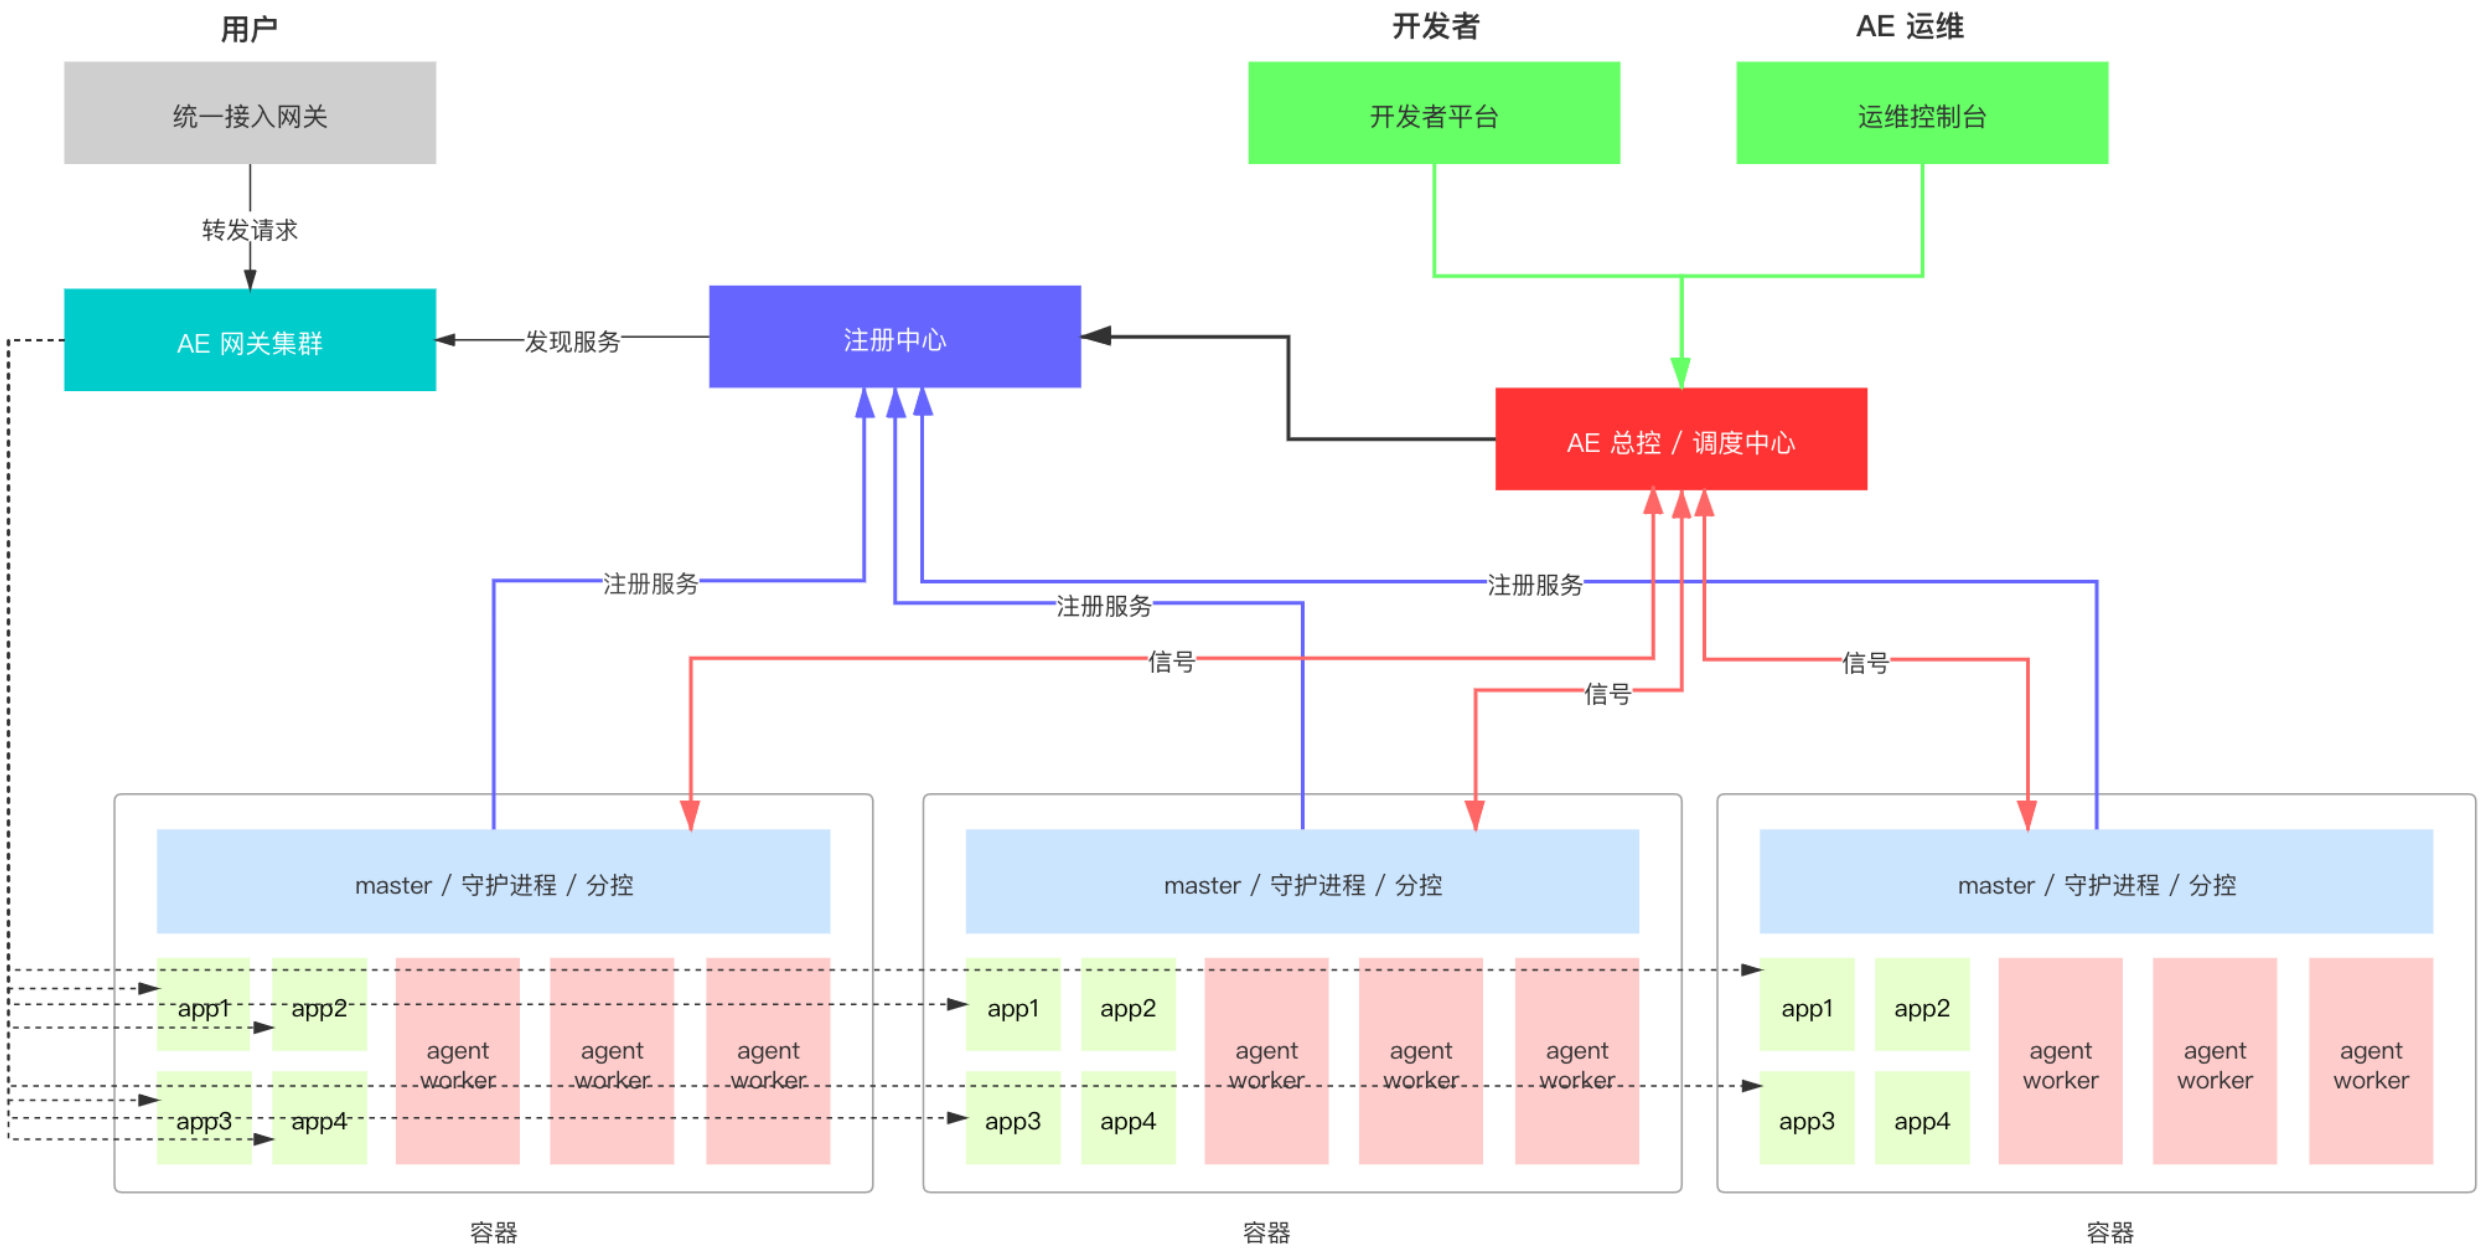 用户
开发者
AE 运维
统一接入网关
开发者平台
运维控制台
转发请求
AE 网关集群
发现服务
注册中心
AE 总控 / 调度中心
注册服务
注册服务
注册服务
信号
信号
信号
master / 守护进程 / 分控
master / 守护进程 / 分控
master / 守护进程 / 分控
app1
app2
app3
app4
agent
worker
agent
worker
agent
worker
app1
app2
app3
app4
agent
worker
agent
worker
agent
worker
app1
app2
app3
app4
agent
worker
agent
worker
agent
worker
容器
容器
容器